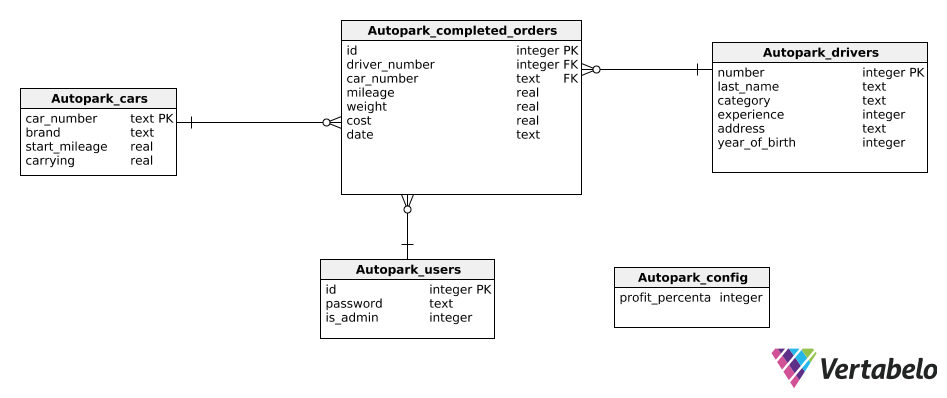 Autopark_completed_orders
id integer PK
driver_number integer FK
car_number text FK
mileage real
weight real
cost real
date text
Autopark_drivers
number integer PK
last_name text
category text
experience integer
address text
year_of_birth integer
Autopark_cars
car_number text PK
brand text
start_mileage real
carrying real
Autopark_users
id integer PK
password text
is_admin integer
Autopark_config
profit_percenta integer
Vertabelo